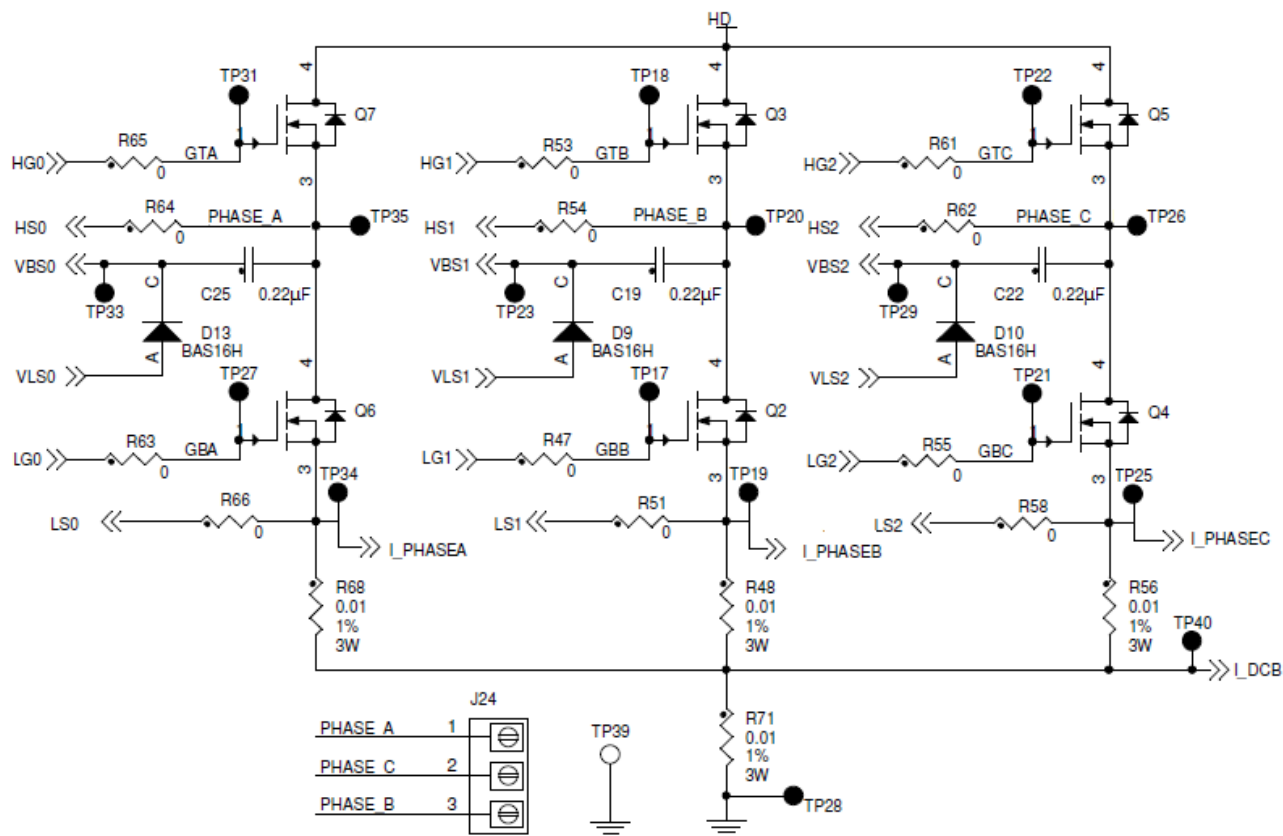 HD
4 4 4
TP31 TP18 TP22
Q7 Q3 Q5
R65 R53 R61
1 1 1
HG0 GTA HG1 GTB HG2 GTC
0 0 0
3 3 3
R64 R54 R62
HS0 PHASE_A TP35 HS1 PHASE_B TP20 HS2 PHASE_C TP26
0 0 0
VBS0 VBS1 VBS2
C C C
C25 0.22µF C19 0.22µF C22 0.22µF
TP33 TP23 TP29
D13 D9 D10
BAS16H BAS16H BAS16H
A A A
4 4 4
VLS0 TP27 VLS1 TP17 VLS2 TP21
Q6 Q2 Q4
1 1 1
R63 R47 R55
LG0 GBA LG1 GBB LG2 GBC
0 0 0
3 3 3
TP34 TP19 TP25
R66 R51 R58
LS0 LS1 LS2
0 0 0
I_PHASEA I_PHASEB I_PHASEC
R68 R48 R56
0.01 0.01 0.01
1% 1% 1%
3W 3W 3W
TP40
I_DCB
J24
PHASE_A 1
PHASE_C 2
PHASE_B 3
TP39
R71
0.01
1%
3W
TP28